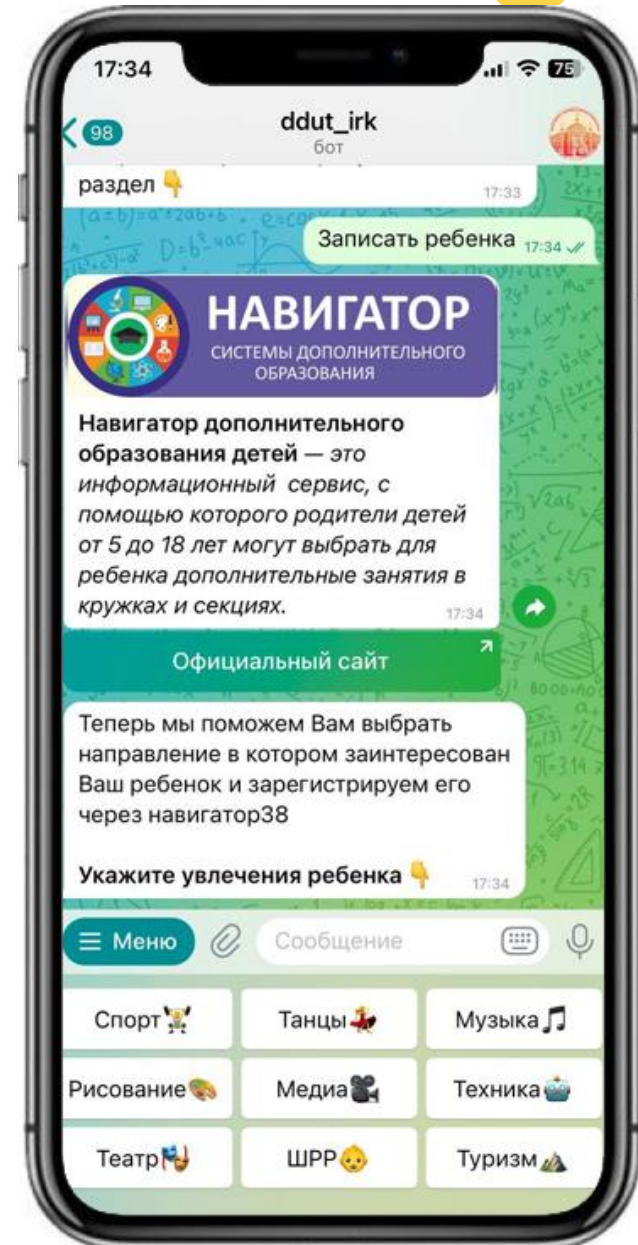 17:34
75
98
ddut_irk
бот
раздел 👇
17:33
Записать ребенка 17:34
НАВИГАТОР
СИСТЕМЫ ДОПОЛНИТЕЛЬНОГО
ОБРАЗОВАНИЯ
Навигатор дополнительного
образования детей — это
информационный сервис, с
помощью которого родители детей
от 5 до 18 лет могут выбрать для
ребенка дополнительные занятия в
кружках и секциях.
17:34
Официальный сайт
Теперь мы поможем Вам выбрать
направление в котором заинтересован
Ваш ребенок и зарегистрируем его
через навигатор38
Укажите увлечения ребенка 👇 17:34
Меню Сообщение
Спорт🏋 Танцы💃 Музыка🎵
Рисование🎨 Медиа🎥 Техника🤖
Театр🎭 ШРР👶 Туризм⛰